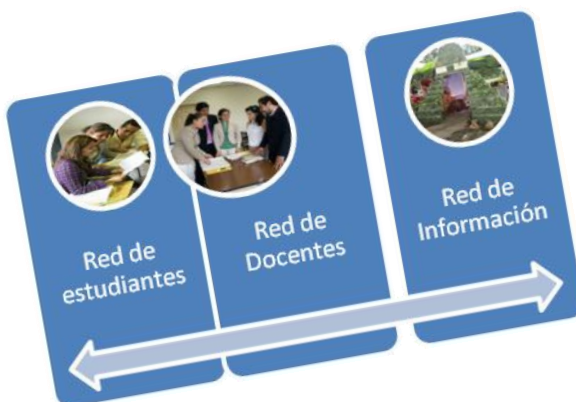 Red de
estudiantes
Red de
Docentes
Red de
Información